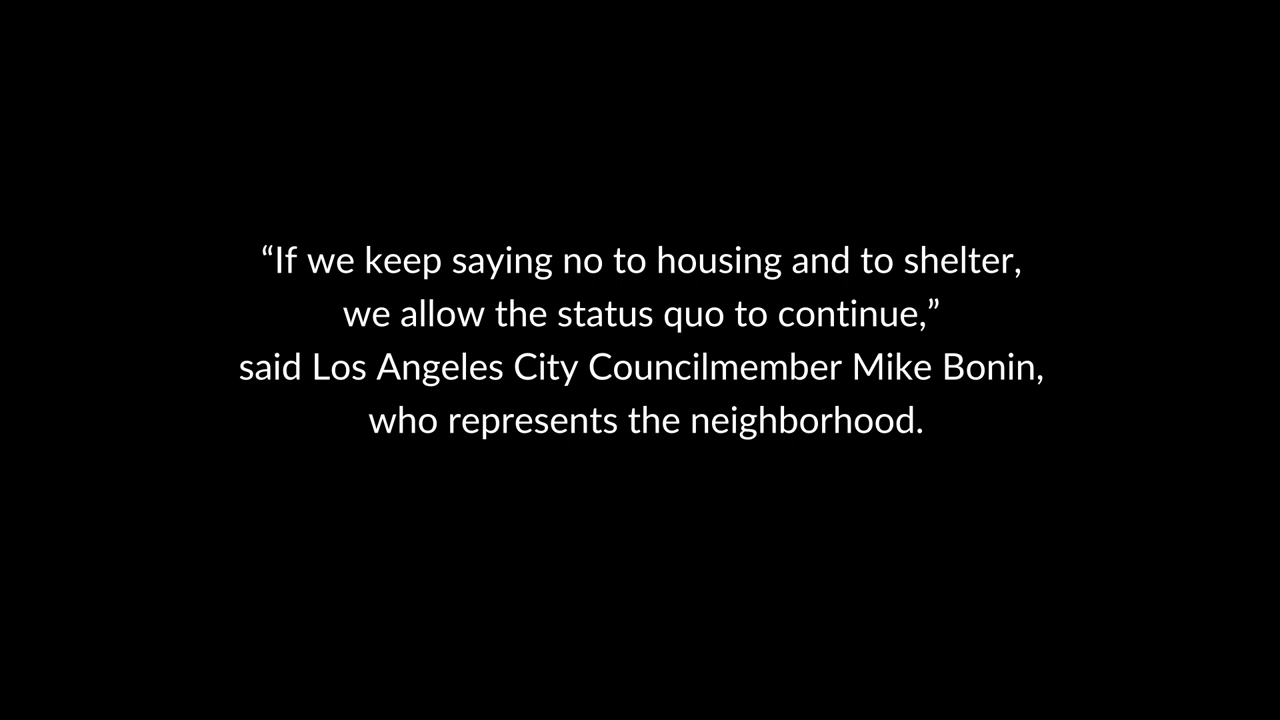 “If we keep saying no to housing and to shelter,
we allow the status quo to continue,”
said Los Angeles City Councilmember Mike Bonin,
who represents the neighborhood.